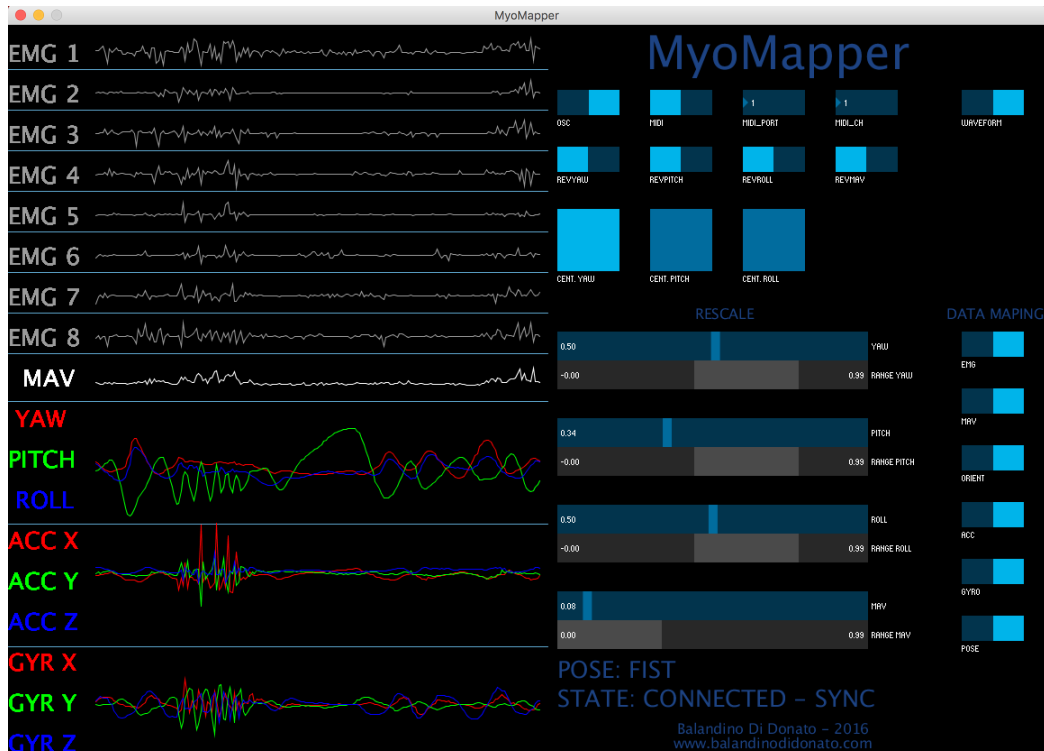 MyoMapper
EMG 1
EMG 2
EMG 3
EMG 4
EMG 5
EMG 6
EMG 7
EMG 8
MAV
YAW
PITCH
ROLL
ACC X
ACC Y
ACC Z
GYR X
GYR Y
GYR Z
MyoMapper
OSC
MIDI
1
MIDI_PORT
1
MIDI_CH
WAVEFORM
REVYAW
REVPITCH
REVROLL
REVMAV
CENT. YAW
CENT. PITCH
CENT. ROLL
RESCALE
0.50 YAW
-0.00 0.99 RANGE YAW
0.34 PITCH
-0.00 0.99 RANGE PITCH
0.50 ROLL
-0.00 0.99 RANGE ROLL
0.08 MAV
0.00 0.99 RANGE MAV
DATA MAPING
EMG
MAV
ORIENT
ACC
GYRO
POSE
POSE: FIST
STATE: CONNECTED – SYNC
Balandino Di Donato – 2016
www.balandinodidonato.com